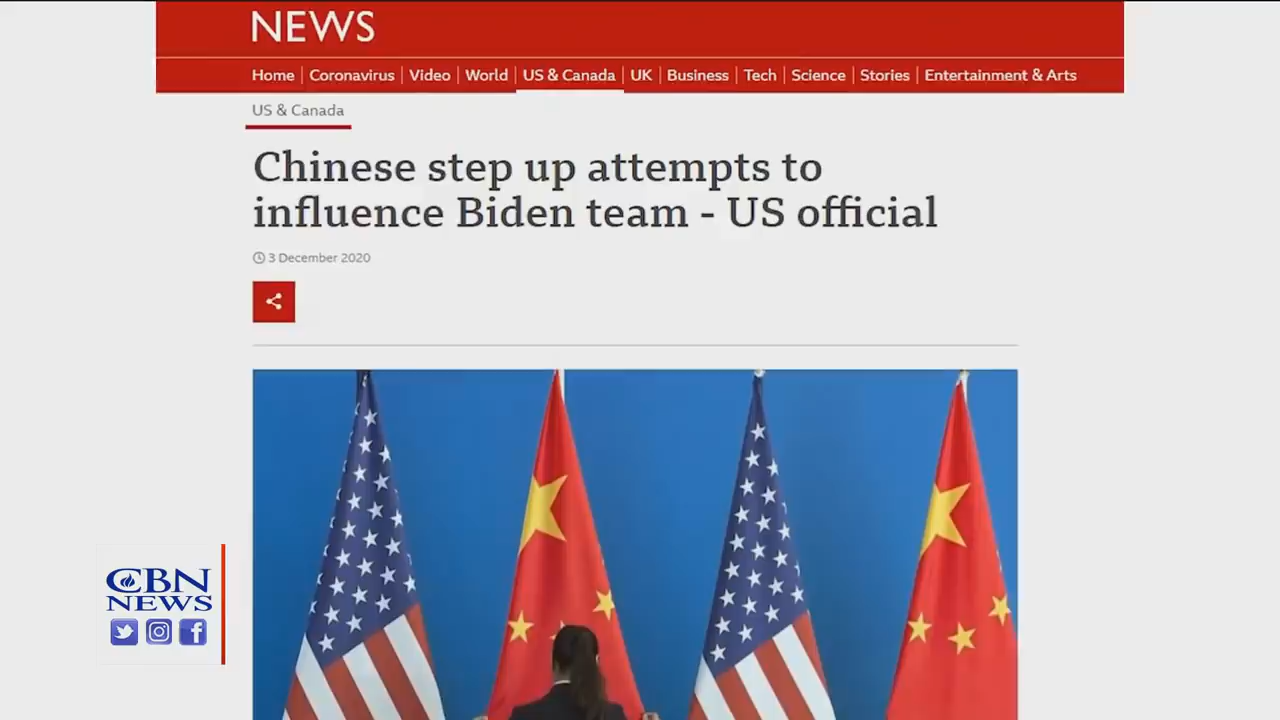 NEWS
Home Coronavirus Video World US & Canada UK Business Tech Science Stories Entertainment & Arts
US & Canada
Chinese step up attempts to
influence Biden team - US official
3 December 2020
CBN
NEWS